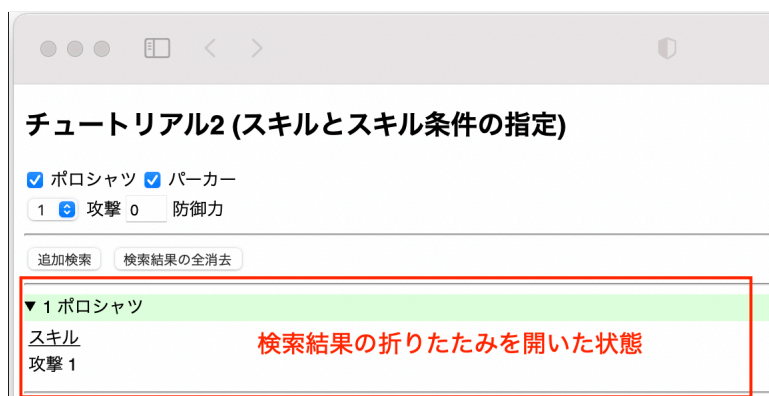 チュートリアル2 (スキルとスキル条件の指定)
ポロシャツ パーカー
1 攻撃 0 防御力
追加検索 検索結果の全消去
▼ 1 ポロシャツ
スキル
検索結果の折りたたみを開いた状態
攻撃 1